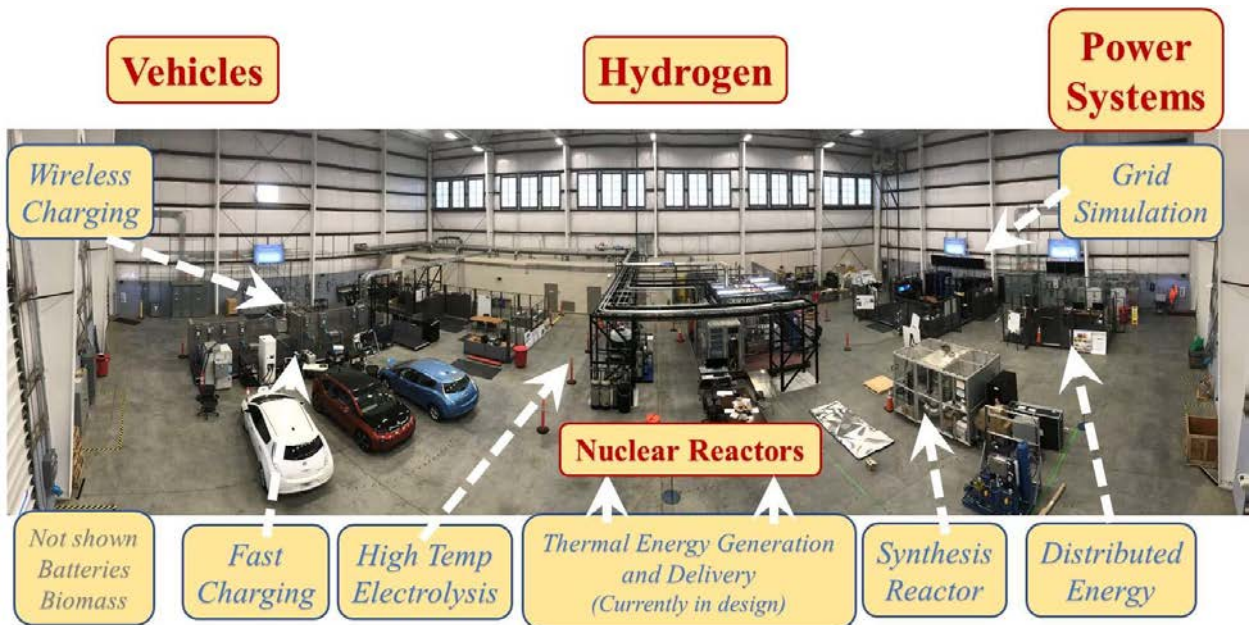 Vehicles
Hydrogen
Power
Systems
Wireless
Charging
Grid
Simulation
Nuclear Reactors
Not shown
Batteries
Biomass
Fast
Charging
High Temp
Electrolysis
Thermal Energy Generation
and Delivery
(Currently in design)
Synthesis
Reactor
Distributed
Energy